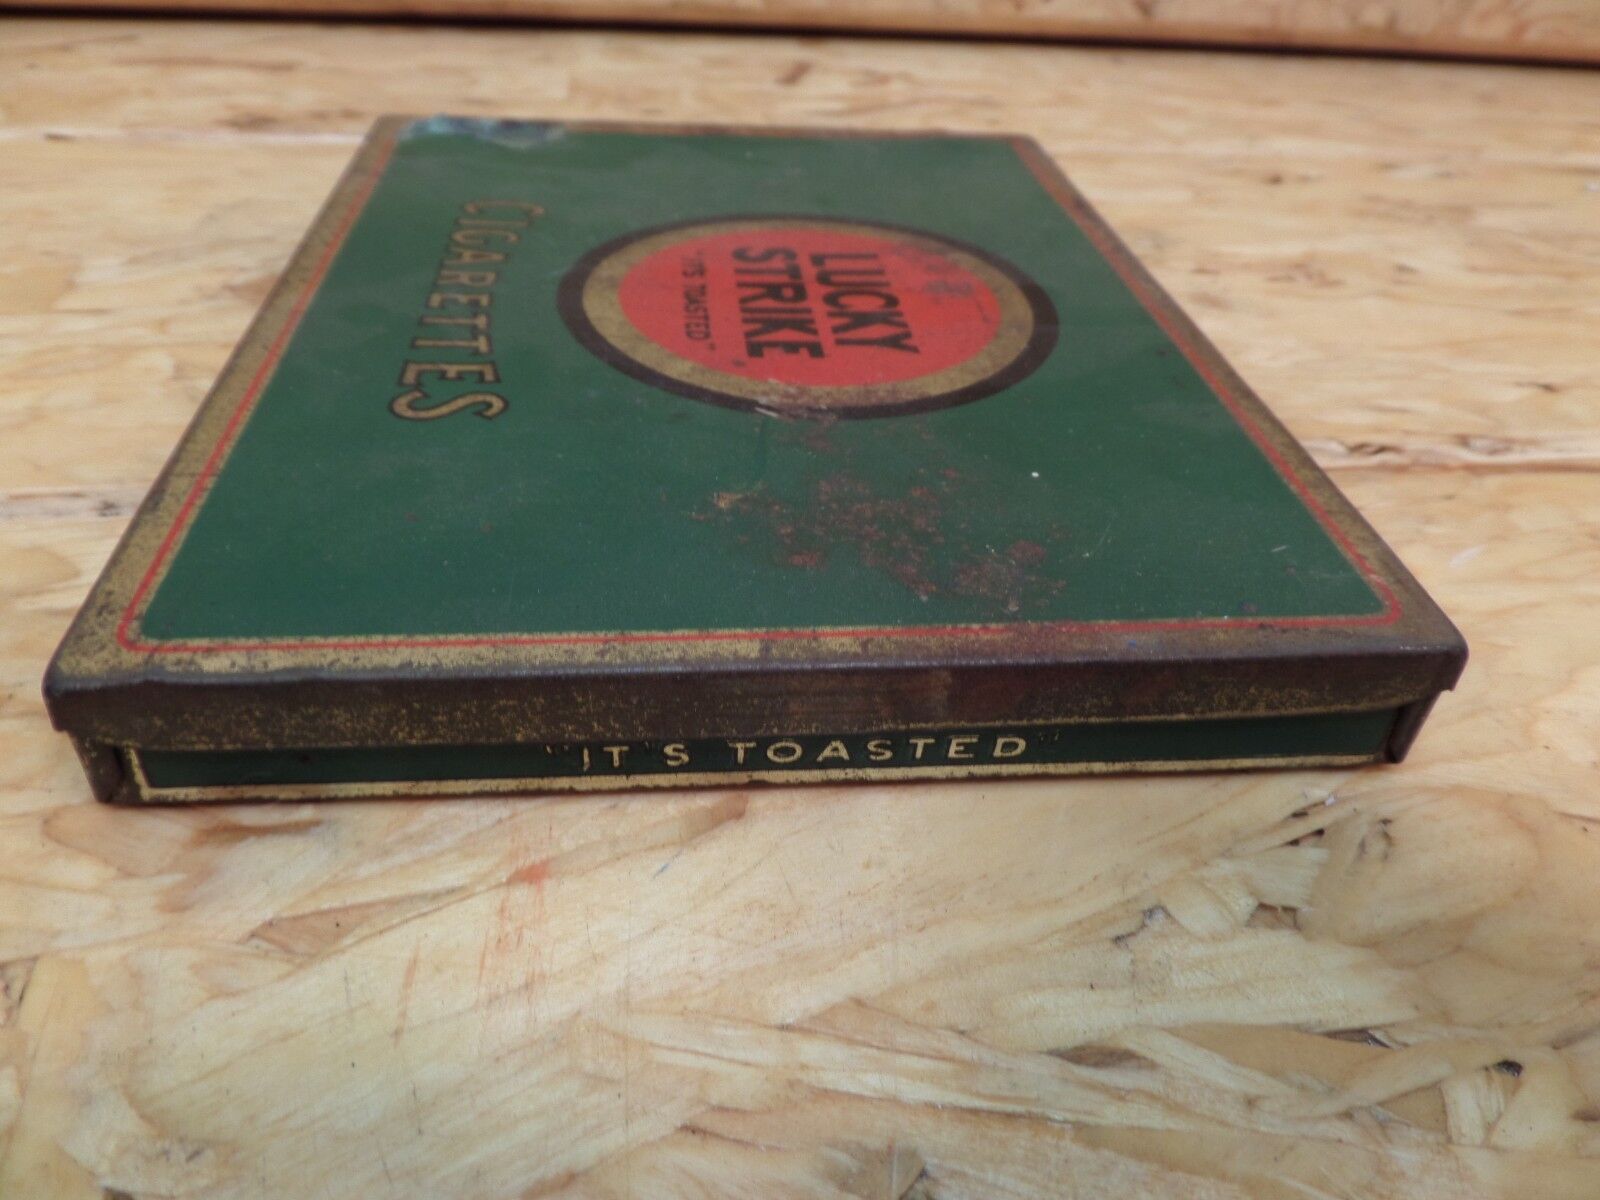 LUCKY
STRIKE
"IT'S TOASTED"
CIGARETTES
"IT'S TOASTED"